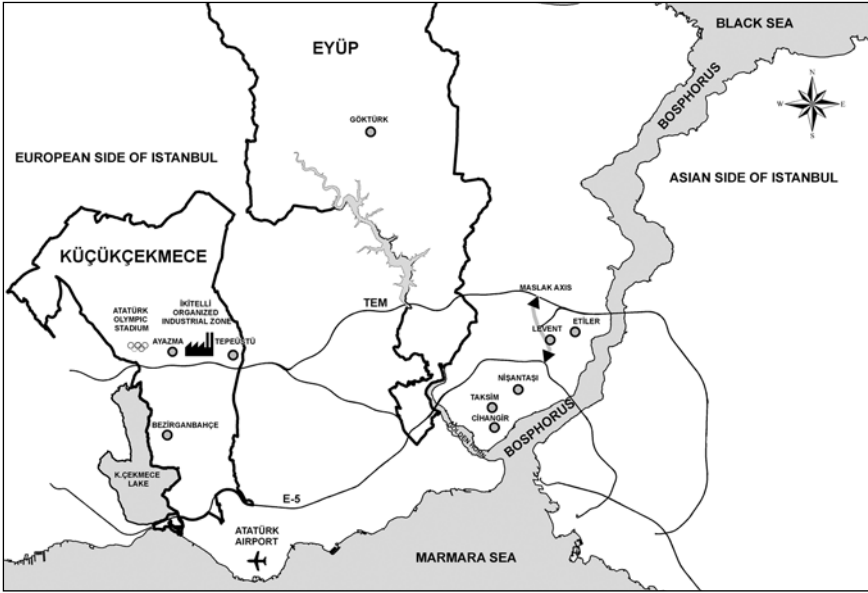 BLACK SEA
EYÜP
BOSPHORUS
N
W
E
S
GÖKTÜRK
EUROPEAN SIDE OF ISTANBUL
ASIAN SIDE OF ISTANBUL
KÜÇÜKÇEKMECE
MASLAK AXIS
TEM
ATATÜRK
OLYMPIC
STADIUM
İKİTELLİ
ORGANIZED
INDUSTRIAL ZONE
AYAZMA
TEPEÜSTÜ
LEVENT
ETİLER
NİŞANTAŞI
TAKSİM
CİHANGİR
BEZİRGANBAHÇE
GOLDEN HORN
BOSPHORUS
K.ÇEKMECE
LAKE
E-5
ATATÜRK
AIRPORT
MARMARA SEA